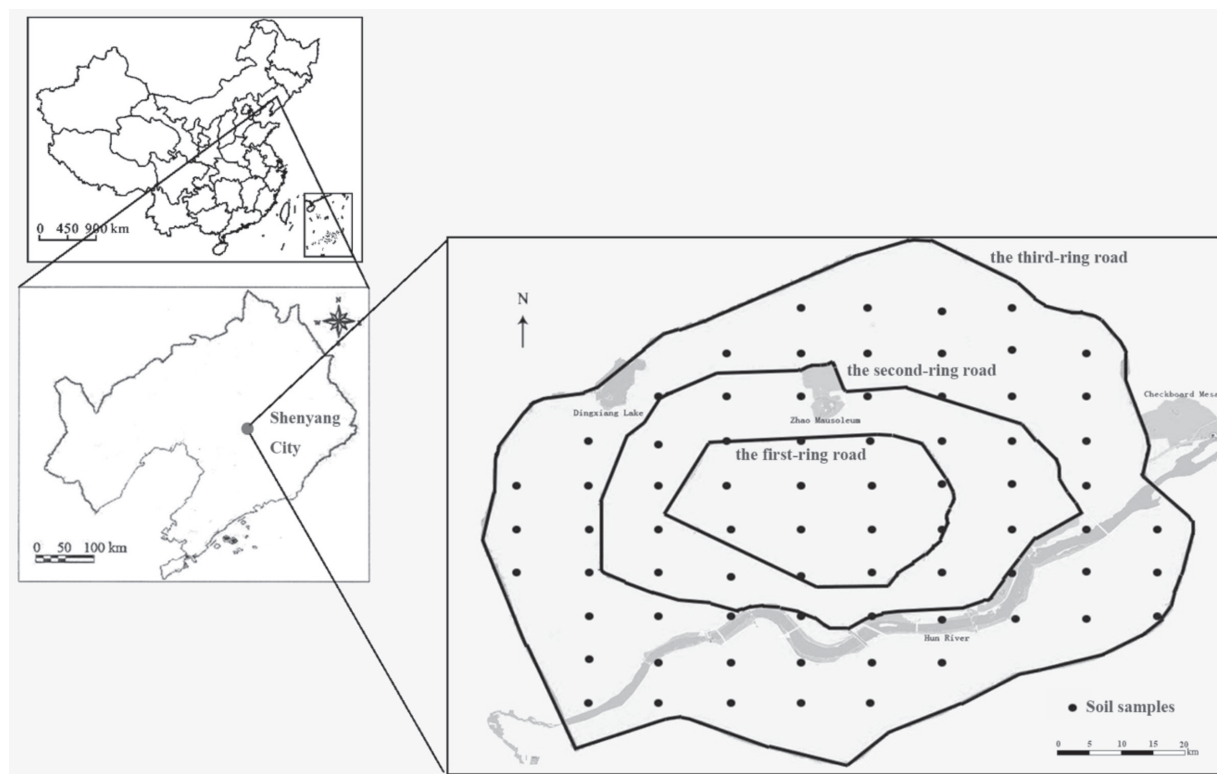 0 450 900 km
N
W
S
Shenyang
City
0 50 100 km
the third-ring road
N
the second-ring road
Checkboard Mesa
Dingxiang Lake
Zhao Mausoleum
the first-ring road
Hun River
Soil samples
0 5 10 15 20
km